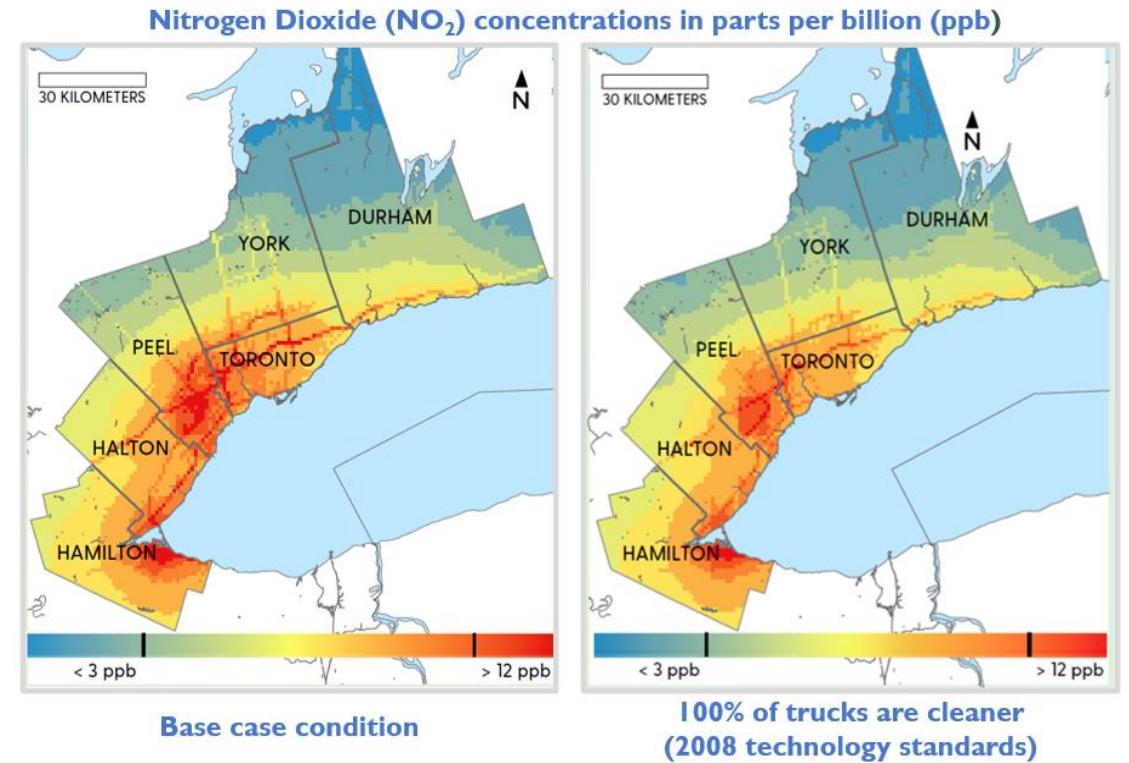 Nitrogen Dioxide (NO₂) concentrations in parts per billion (ppb)
30 KILOMETERS
N
DURHAM
YORK
PEEL
TORONTO
HALTON
HAMILTON
< 3 ppb
> 12 ppb
Base case condition
30 KILOMETERS
N
DURHAM
YORK
PEEL
TORONTO
HALTON
HAMILTON
< 3 ppb
> 12 ppb
100% of trucks are cleaner
(2008 technology standards)